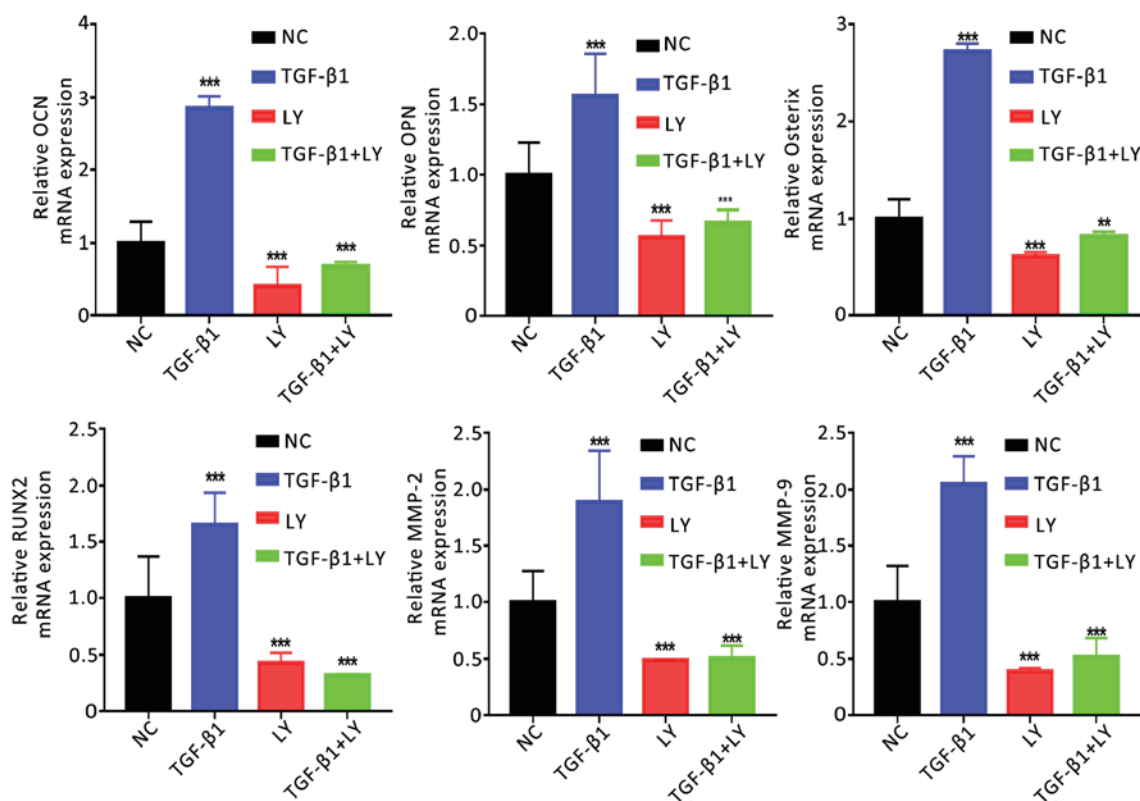 Relative OCN
mRNA expression
4
3
2
1
0
***
***
***
NC
TGF-β1
LY
TGF-β1+LY
NC
TGF-β1
LY
TGF-β1+LY
Relative OPN
mRNA expression
2.0
1.5
1.0
0.5
0
***
***
***
NC
TGF-β1
LY
TGF-β1+LY
NC
TGF-β1
LY
TGF-β1+LY
Relative Osterix
mRNA expression
3
2
1
0
***
***
**
NC
TGF-β1
LY
TGF-β1+LY
NC
TGF-β1
LY
TGF-β1+LY
Relative RUNX2
mRNA expression
2.5
2.0
1.5
1.0
0.5
0
***
***
***
NC
TGF-β1
LY
TGF-β1+LY
NC
TGF-β1
LY
TGF-β1+LY
Relative MMP-2
mRNA expression
2.5
2.0
1.5
1.0
0.5
0
***
***
***
NC
TGF-β1
LY
TGF-β1+LY
NC
TGF-β1
LY
TGF-β1+LY
Relative MMP-9
mRNA expression
2.5
2.0
1.5
1.0
0.5
0
***
***
***
NC
TGF-β1
LY
TGF-β1+LY
NC
TGF-β1
LY
TGF-β1+LY